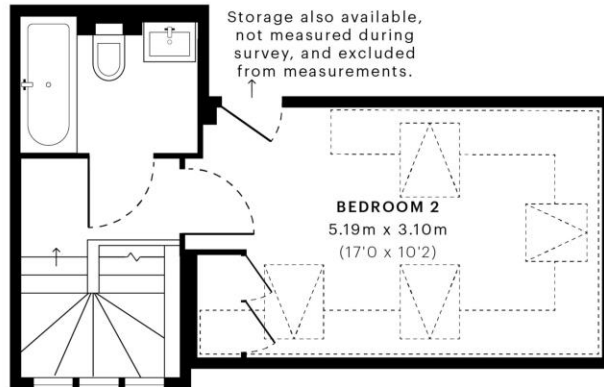 Storage also available,
not measured during
survey, and excluded
from measurements.
BEDROOM 2
5.19m x 3.10m
(17'0 x 10'2)